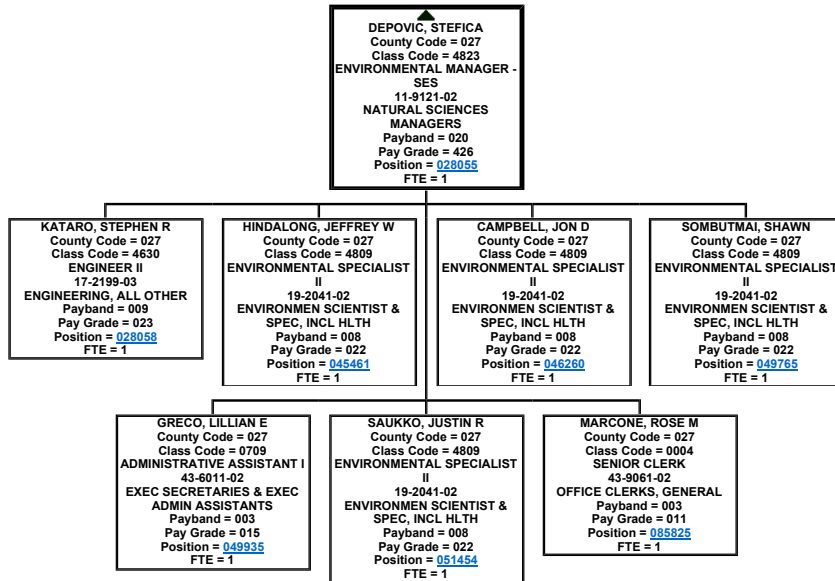 DEPOVIC, STEFICA
County Code = 027
Class Code = 4823
ENVIRONMENTAL MANAGER -
SES
11-9121-02
NATURAL SCIENCES
MANAGERS
Payband = 020
Pay Grade = 426
Position = 028055
FTE = 1
KATARO, STEPHEN R
County Code = 027
Class Code = 4630
ENGINEER II
17-2199-03
ENGINEERING, ALL OTHER
Payband = 009
Pay Grade = 023
Position = 028058
FTE = 1
HINDALONG, JEFFREY W
County Code = 027
Class Code = 4809
ENVIRONMENTAL SPECIALIST
II
19-2041-02
ENVIRONMEN SCIENTIST &
SPEC, INCL HLTH
Payband = 008
Pay Grade = 022
Position = 045461
FTE = 1
CAMPBELL, JON D
County Code = 027
Class Code = 4809
ENVIRONMENTAL SPECIALIST
II
19-2041-02
ENVIRONMEN SCIENTIST &
SPEC, INCL HLTH
Payband = 008
Pay Grade = 022
Position = 046260
FTE = 1
SOMBUTMAI, SHAWN
County Code = 027
Class Code = 4809
ENVIRONMENTAL SPECIALIST
II
19-2041-02
ENVIRONMEN SCIENTIST &
SPEC, INCL HLTH
Payband = 008
Pay Grade = 022
Position = 049765
FTE = 1
GRECO, LILLIAN E
County Code = 027
Class Code = 0709
ADMINISTRATIVE ASSISTANT I
43-6011-02
EXEC SECRETARIES & EXEC
ADMIN ASSISTANTS
Payband = 003
Pay Grade = 015
Position = 049935
FTE = 1
SAUKKO, JUSTIN R
County Code = 027
Class Code = 4809
ENVIRONMENTAL SPECIALIST
II
19-2041-02
ENVIRONMEN SCIENTIST &
SPEC, INCL HLTH
Payband = 008
Pay Grade = 022
Position = 051454
FTE = 1
MARCONE, ROSE M
County Code = 027
Class Code = 0004
SENIOR CLERK
43-9061-02
OFFICE CLERKS, GENERAL
Payband = 003
Pay Grade = 011
Position = 085825
FTE = 1